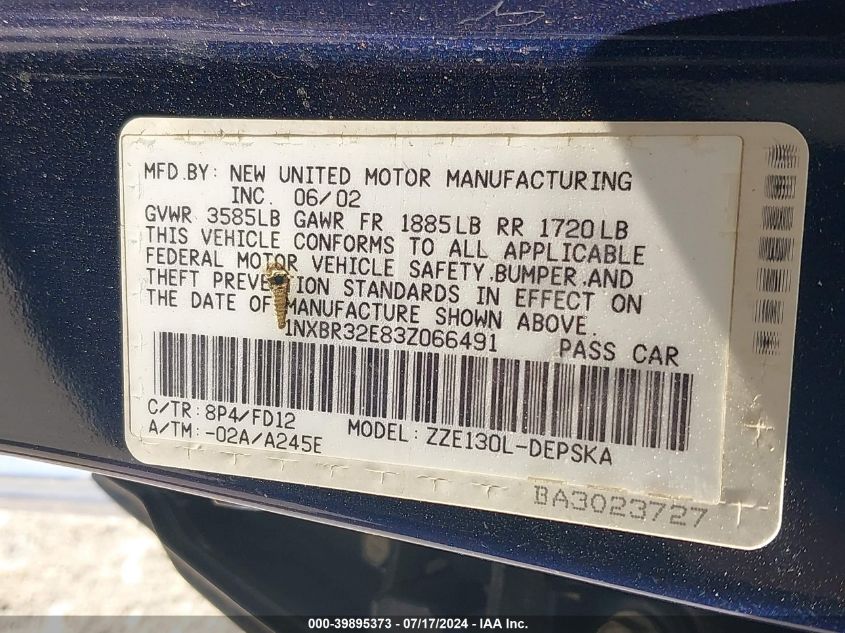 MFD.BY: NEW UNITED MOTOR MANUFACTURING
INC. 06/02
GVWR 3585LB GAWR FR 1885LB RR 1720LB
THIS VEHICLE CONFORMS TO ALL APPLICABLE
FEDERAL MOTOR VEHICLE SAFETY,BUMPER,AND
THEFT PREVENTION STANDARDS IN EFFECT ON
THE DATE OF MANUFACTURE SHOWN ABOVE.
1NXBR32E83Z066491 PASS CAR
C/TR: 8P4/FD12
A/TM: -02A/A245E MODEL: ZZE130L-DEPSKA
BA3023727
000-39895373 / 07/17/2024 - IAA Inc.